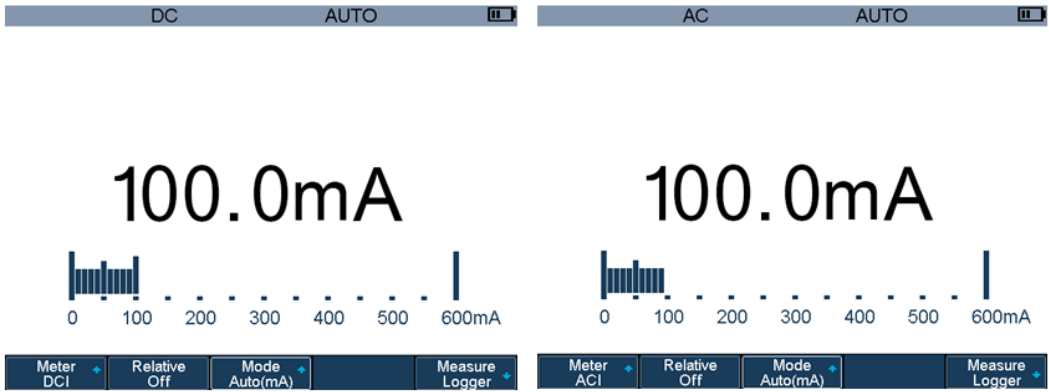 DC AUTO
100.0mA
0 100 200 300 400 500 600mA
Meter Relative Mode Measure
DCI Off Auto(mA) Logger
AC AUTO
100.0mA
0 100 200 300 400 500 600mA
Meter Relative Mode Measure
ACI Off Auto(mA) Logger